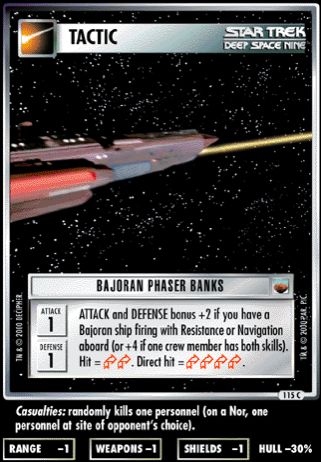 TACTIC
STAR TREK
DEEP SPACE NINE
BAJORAN PHASER BANKS
ATTACK
1
DEFENSE
1
ATTACK and DEFENSE bonus +2 if you have a
Bajoran ship firing with Resistance or Navigation
aboard (or +4 if one crew member has both skills).
Hit = . Direct hit = .
TM & © 2000 DECIPHER.
TM & © 2000 PAR. PIC.
115 C
Casualties: randomly kills one personnel (on a Nor, one
personnel at site of opponent's choice).
RANGE –1 WEAPONS –1 SHIELDS –1 HULL –30%